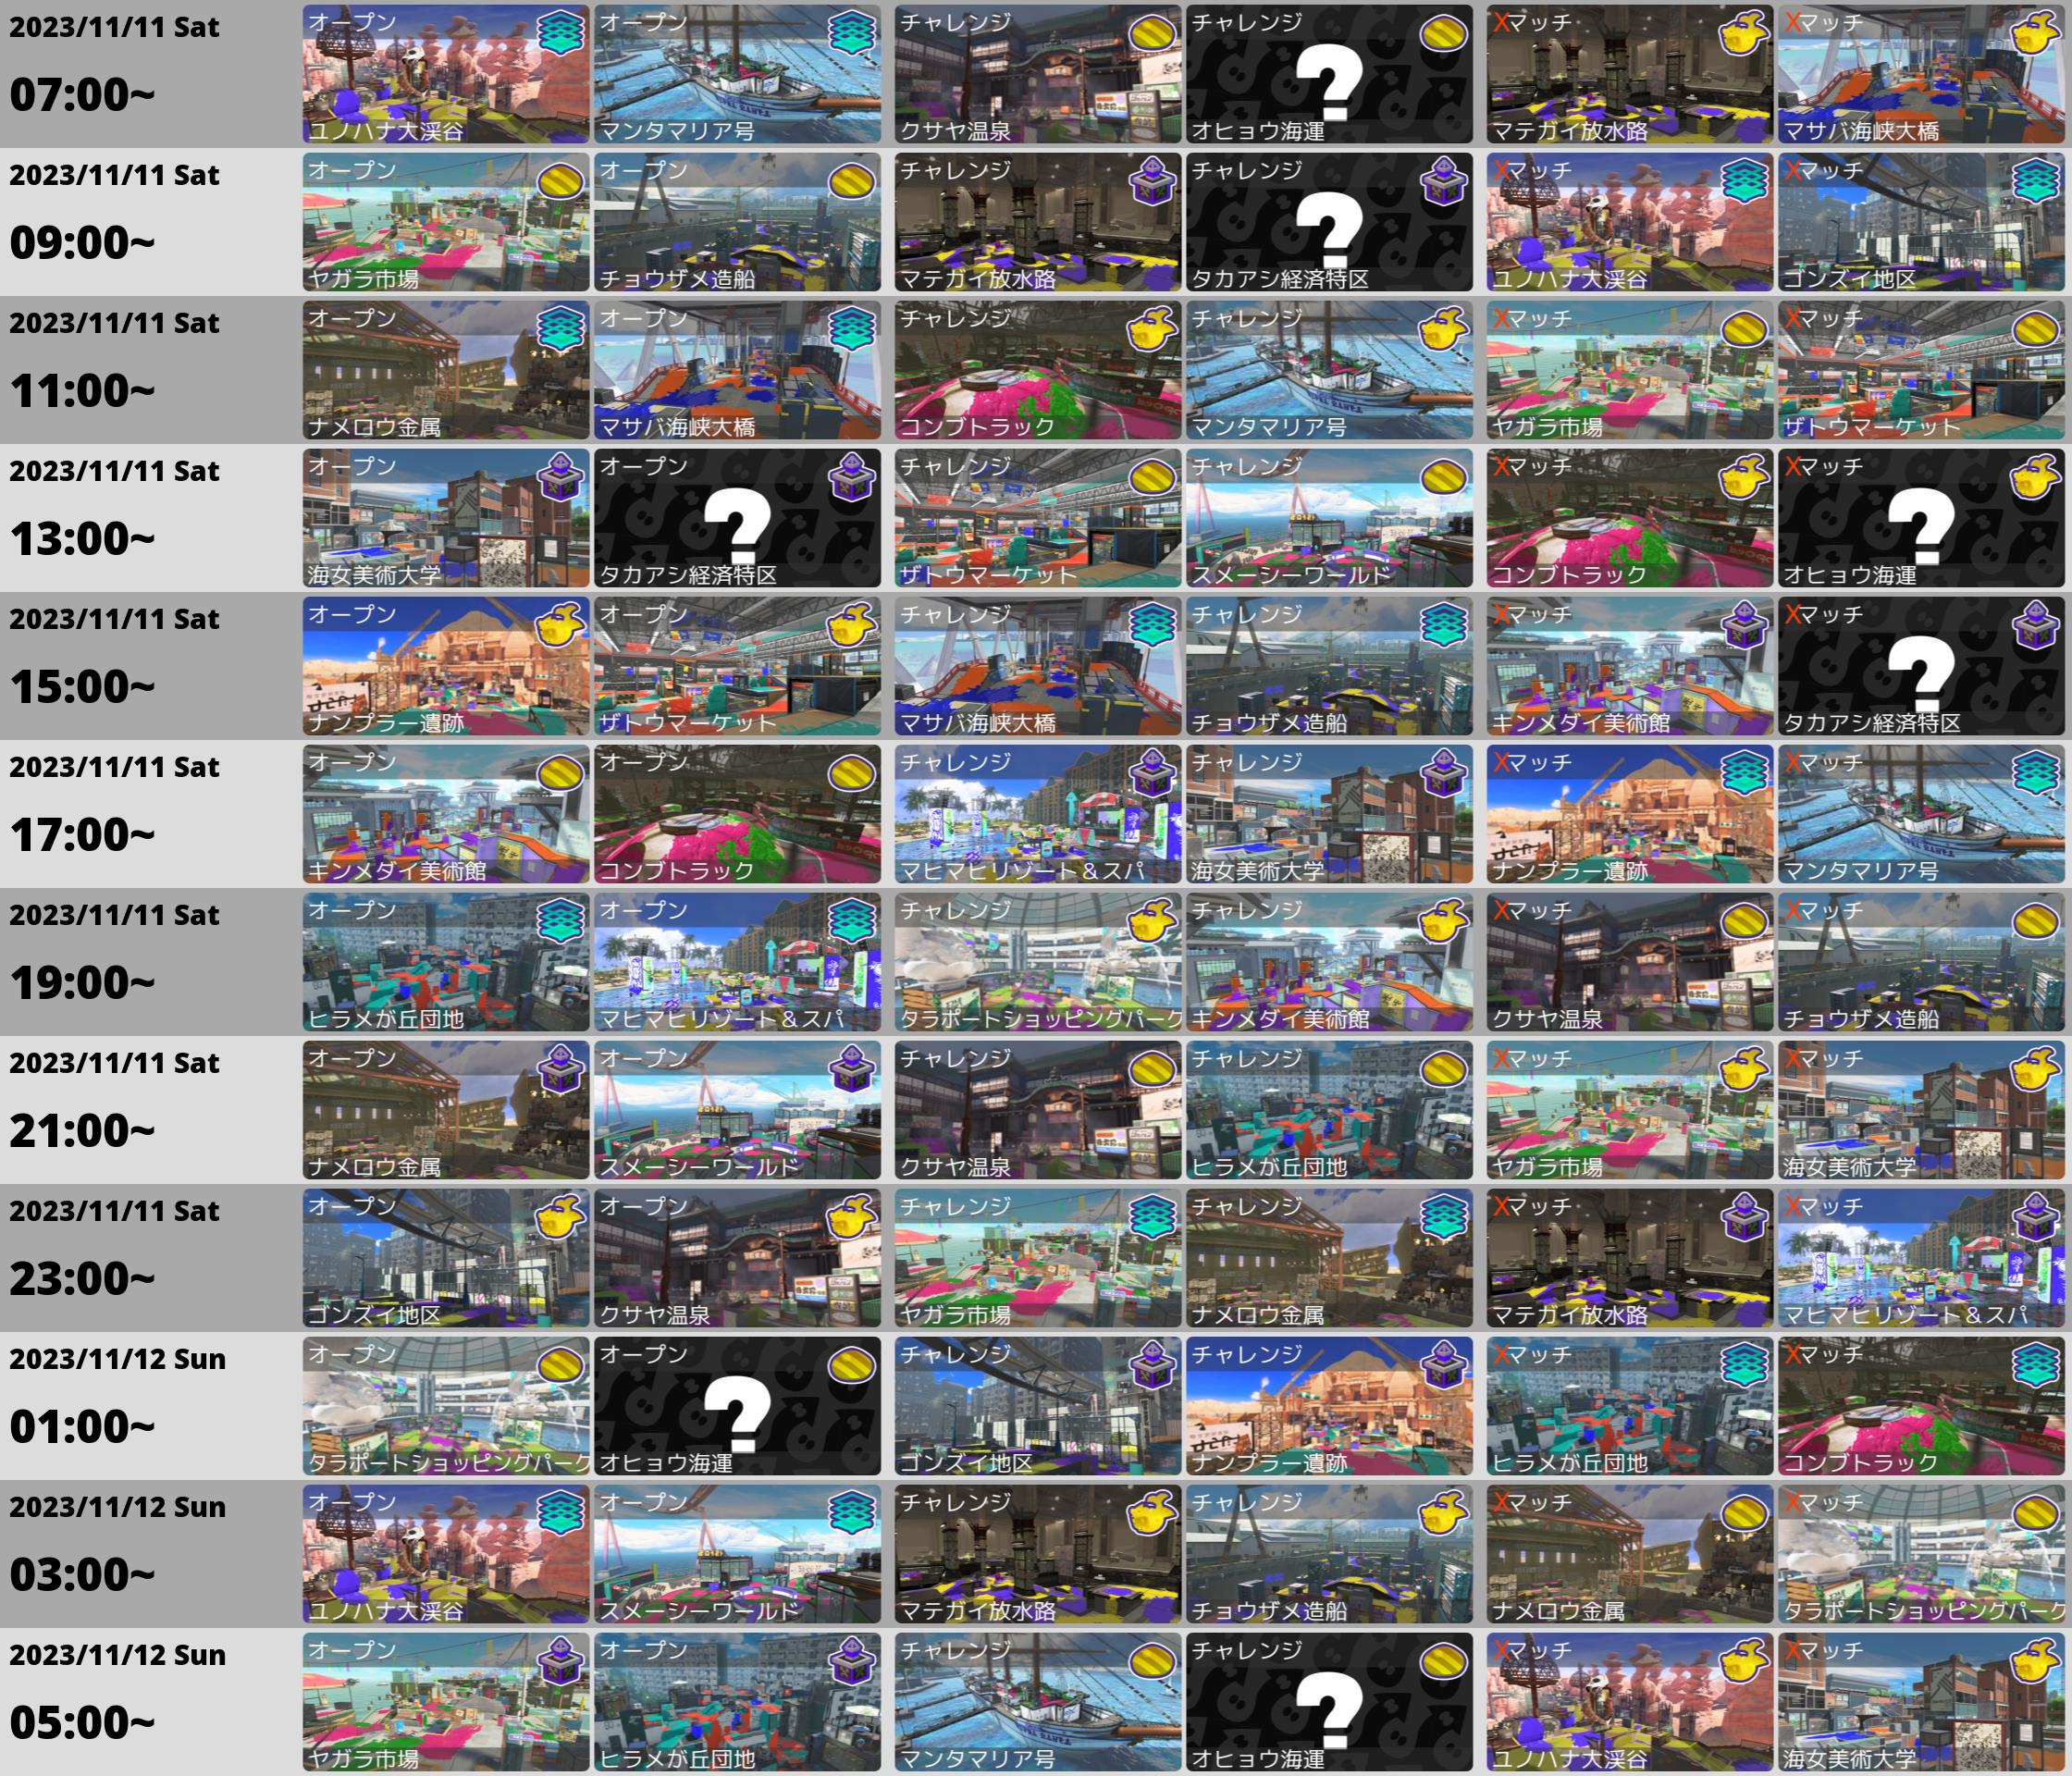 2023/11/11 Sat
07:00~
オープン オープン チャレンジ チャレンジ Xマッチ Xマッチ
ユノハナ大渓谷 マンタマリア号 クサヤ温泉 オヒョウ海運 マテガイ放水路 マサバ海峡大橋
2023/11/11 Sat
09:00~
オープン オープン チャレンジ チャレンジ Xマッチ Xマッチ
ヤガラ市場 チョウザメ造船 マテガイ放水路 タカアシ経済特区 ユノハナ大渓谷 ゴンズイ地区
2023/11/11 Sat
11:00~
オープン オープン チャレンジ チャレンジ Xマッチ Xマッチ
ナメロウ金属 マサバ海峡大橋 コンブトラック マンタマリア号 ヤガラ市場 ザトウマーケット
2023/11/11 Sat
13:00~
オープン オープン チャレンジ チャレンジ Xマッチ Xマッチ
海女美術大学 タカアシ経済特区 ザトウマーケット スメーシーワールド コンブトラック オヒョウ海運
2023/11/11 Sat
15:00~
オープン オープン チャレンジ チャレンジ Xマッチ Xマッチ
ナンプラー遺跡 ザトウマーケット マサバ海峡大橋 チョウザメ造船 キンメダイ美術館 タカアシ経済特区
2023/11/11 Sat
17:00~
オープン オープン チャレンジ チャレンジ Xマッチ Xマッチ
キンメダイ美術館 コンブトラック マヒマヒリゾート&スパ 海女美術大学 ナンプラー遺跡 マンタマリア号
2023/11/11 Sat
19:00~
オープン オープン チャレンジ チャレンジ Xマッチ Xマッチ
ヒラメが丘団地 マヒマヒリゾート&スパ タラポートショッピングパーク キンメダイ美術館 クサヤ温泉 チョウザメ造船
2023/11/11 Sat
21:00~
オープン オープン チャレンジ チャレンジ Xマッチ Xマッチ
ナメロウ金属 スメーシーワールド クサヤ温泉 ヒラメが丘団地 ヤガラ市場 海女美術大学
2023/11/11 Sat
23:00~
オープン オープン チャレンジ チャレンジ Xマッチ Xマッチ
ゴンズイ地区 クサヤ温泉 ヤガラ市場 ナメロウ金属 マテガイ放水路 マヒマヒリゾート&スパ
2023/11/12 Sun
01:00~
オープン オープン チャレンジ チャレンジ Xマッチ Xマッチ
タラポートショッピングパーク オヒョウ海運 ゴンズイ地区 ナンプラー遺跡 ヒラメが丘団地 コンブトラック
2023/11/12 Sun
03:00~
オープン オープン チャレンジ チャレンジ Xマッチ Xマッチ
ユノハナ大渓谷 スメーシーワールド マテガイ放水路 チョウザメ造船 ナメロウ金属 タラポートショッピングパーク
2023/11/12 Sun
05:00~
オープン オープン チャレンジ チャレンジ Xマッチ Xマッチ
ヤガラ市場 ヒラメが丘団地 マンタマリア号 オヒョウ海運 ユノハナ大渓谷 海女美術大学